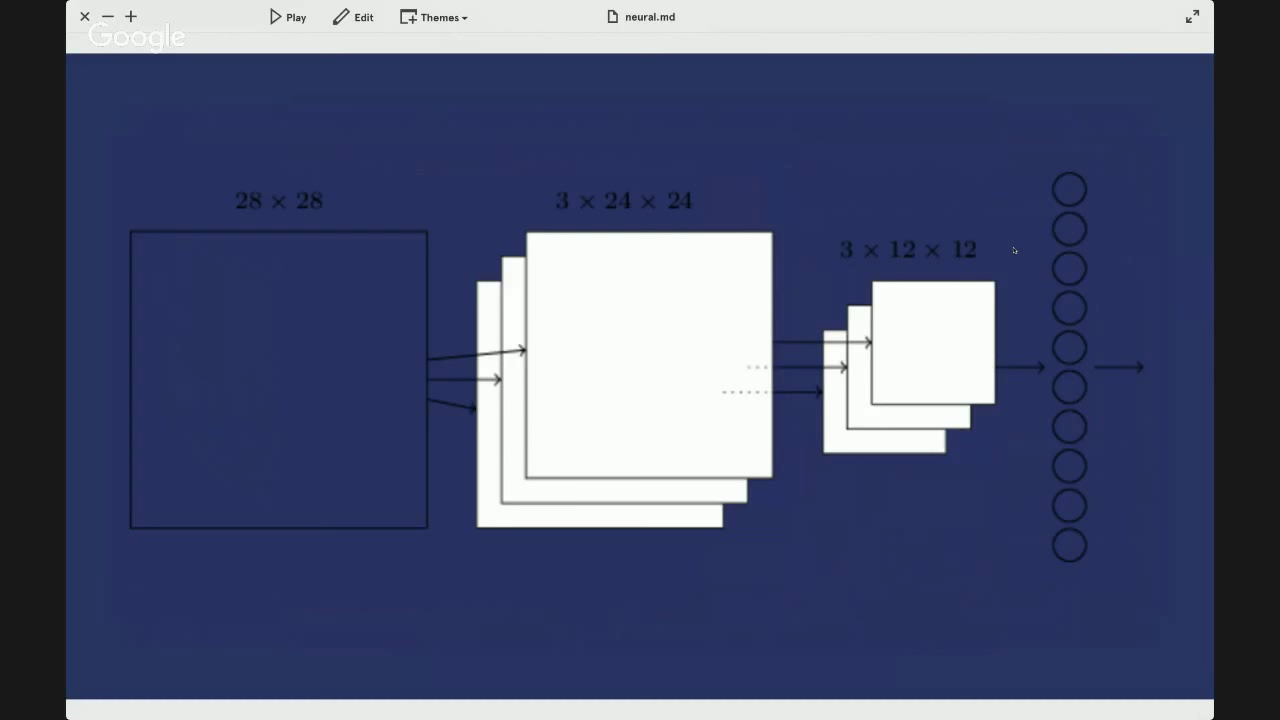 Play
Edit
Themes
neural.md
Google
28 × 28
3 × 24 × 24
3 × 12 × 12